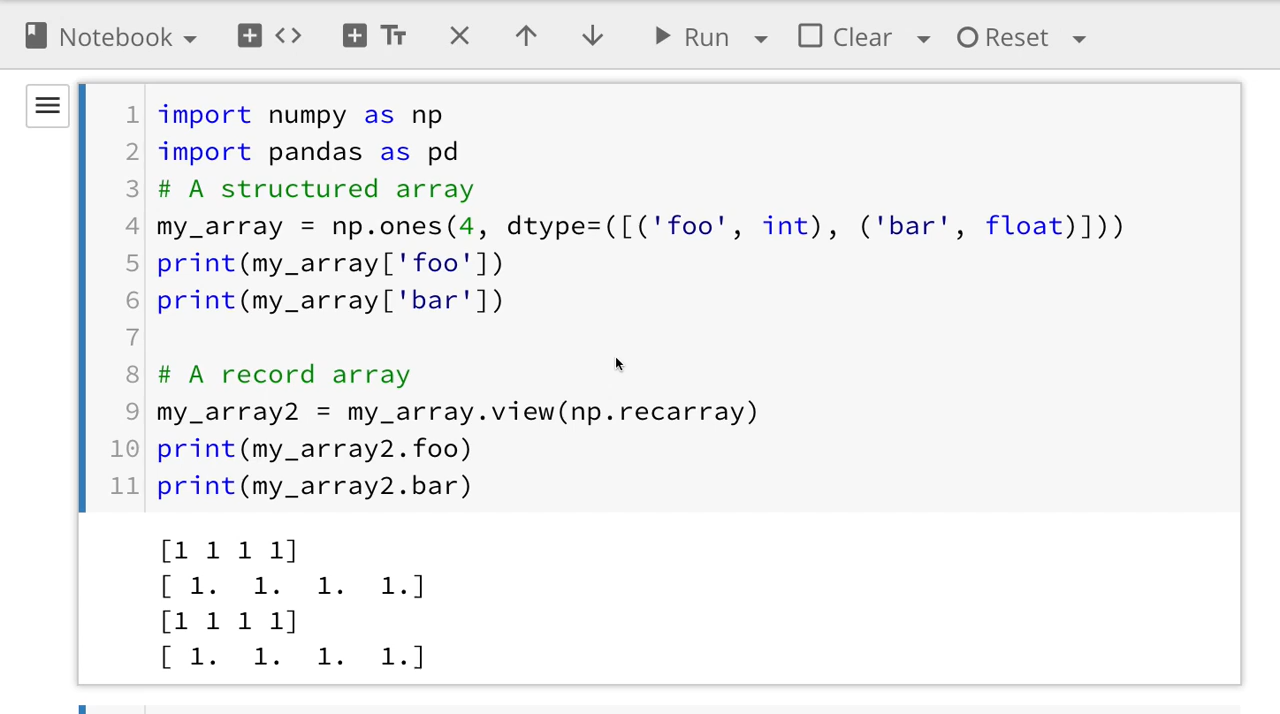 Notebook Run Clear Reset
1 import numpy as np
2 import pandas as pd
3 # A structured array
4 my_array = np.ones(4, dtype=([('foo', int), ('bar', float)]))
5 print(my_array['foo'])
6 print(my_array['bar'])
7
8 # A record array
9 my_array2 = my_array.view(np.recarray)
10 print(my_array2.foo)
11 print(my_array2.bar)
[1 1 1 1]
[ 1.  1.  1.  1.]
[1 1 1 1]
[ 1.  1.  1.  1.]